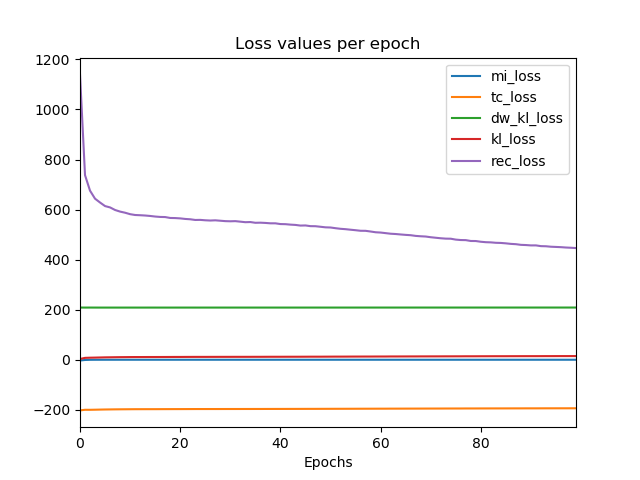 Loss values per epoch
1200
1000
800
600
400
200
0
−200
0 20 40 60 80
Epochs
mi_loss
tc_loss
dw_kl_loss
kl_loss
rec_loss